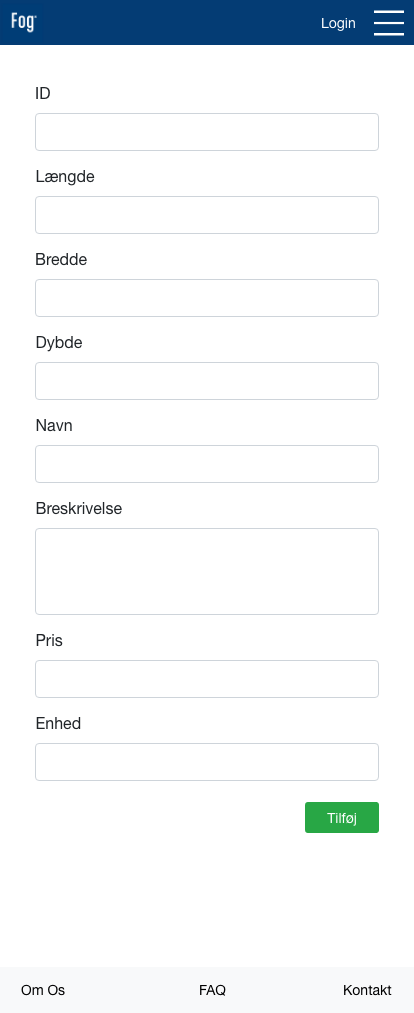 Fog
Login
ID
Længde
Bredde
Dybde
Navn
Breskrivelse
Pris
Enhed
Tilføj
Om Os
FAQ
Kontakt